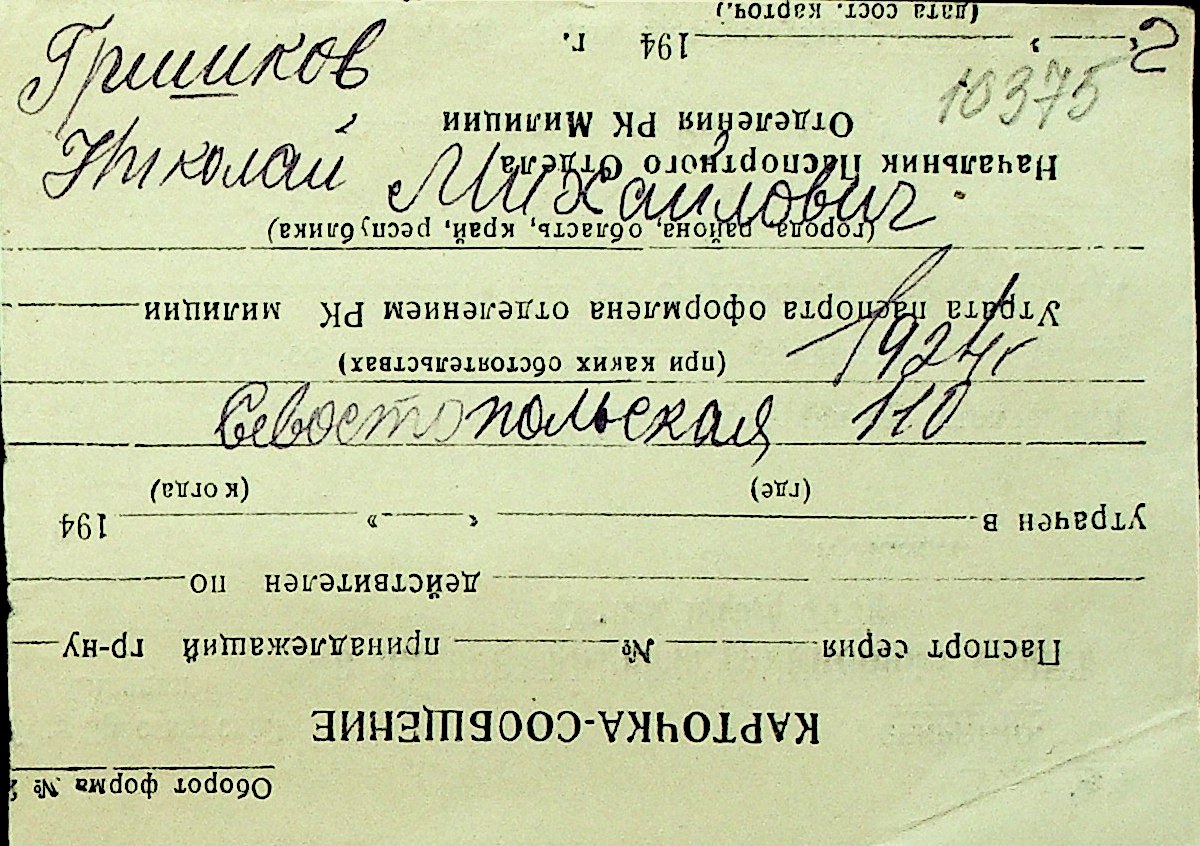 Гришков
10375
Николай Михайлович
1924 г
Севостопольская 110
Оборот форма №
КАРТОЧКА-СООБЩЕНИЕ
Паспорт серия № принадлежащий гр-ну
действителен по
утрачен в « » 194
(где) (когда)
(при каких обстоятельствах)
Утрата паспорта оформлена отделением РК милиции
(города, района, область, край, республика)
Начальник Паспортного Отдела
Отделения РК Милиции
« » 194 г.
(дата сост. карточ.)